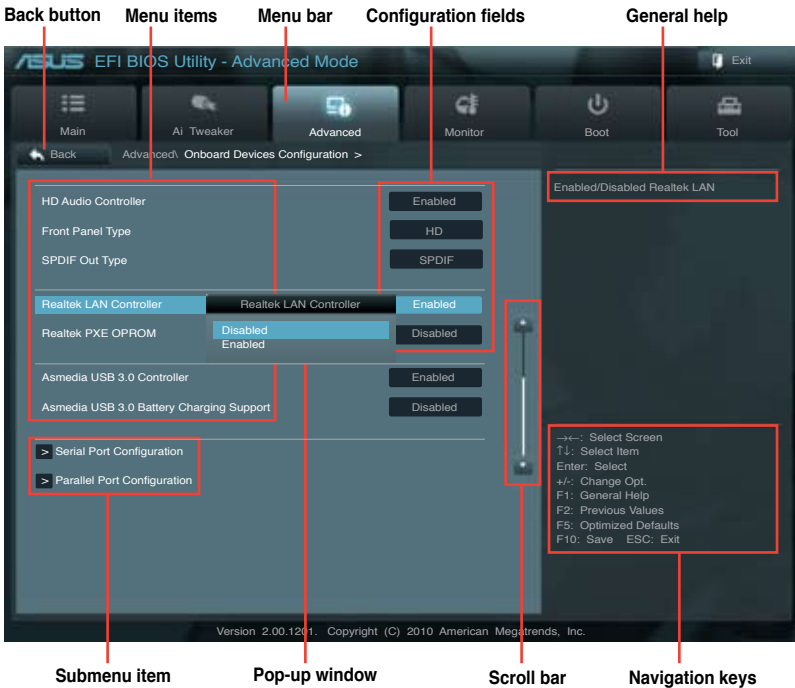 Back button Menu items Menu bar Configuration fields General help
ASUS EFI BIOS Utility - Advanced Mode
Exit
Main Ai Tweaker Advanced Monitor Boot Tool
Back Advanced\ Onboard Devices Configuration >
Enabled/Disabled Realtek LAN
HD Audio Controller Enabled
Front Panel Type HD
SPDIF Out Type SPDIF
Realtek LAN Controller Realtek LAN Controller Enabled
Realtek PXE OPROM Disabled
Disabled
Enabled
Asmedia USB 3.0 Controller Enabled
Asmedia USB 3.0 Battery Charging Support Disabled
> Serial Port Configuration
> Parallel Port Configuration
→←: Select Screen
↑↓: Select Item
Enter: Select
+/-: Change Opt.
F1: General Help
F2: Previous Values
F5: Optimized Defaults
F10: Save ESC: Exit
Version 2.00.1201. Copyright (C) 2010 American Megatrends, Inc.
Submenu item Pop-up window Scroll bar Navigation keys